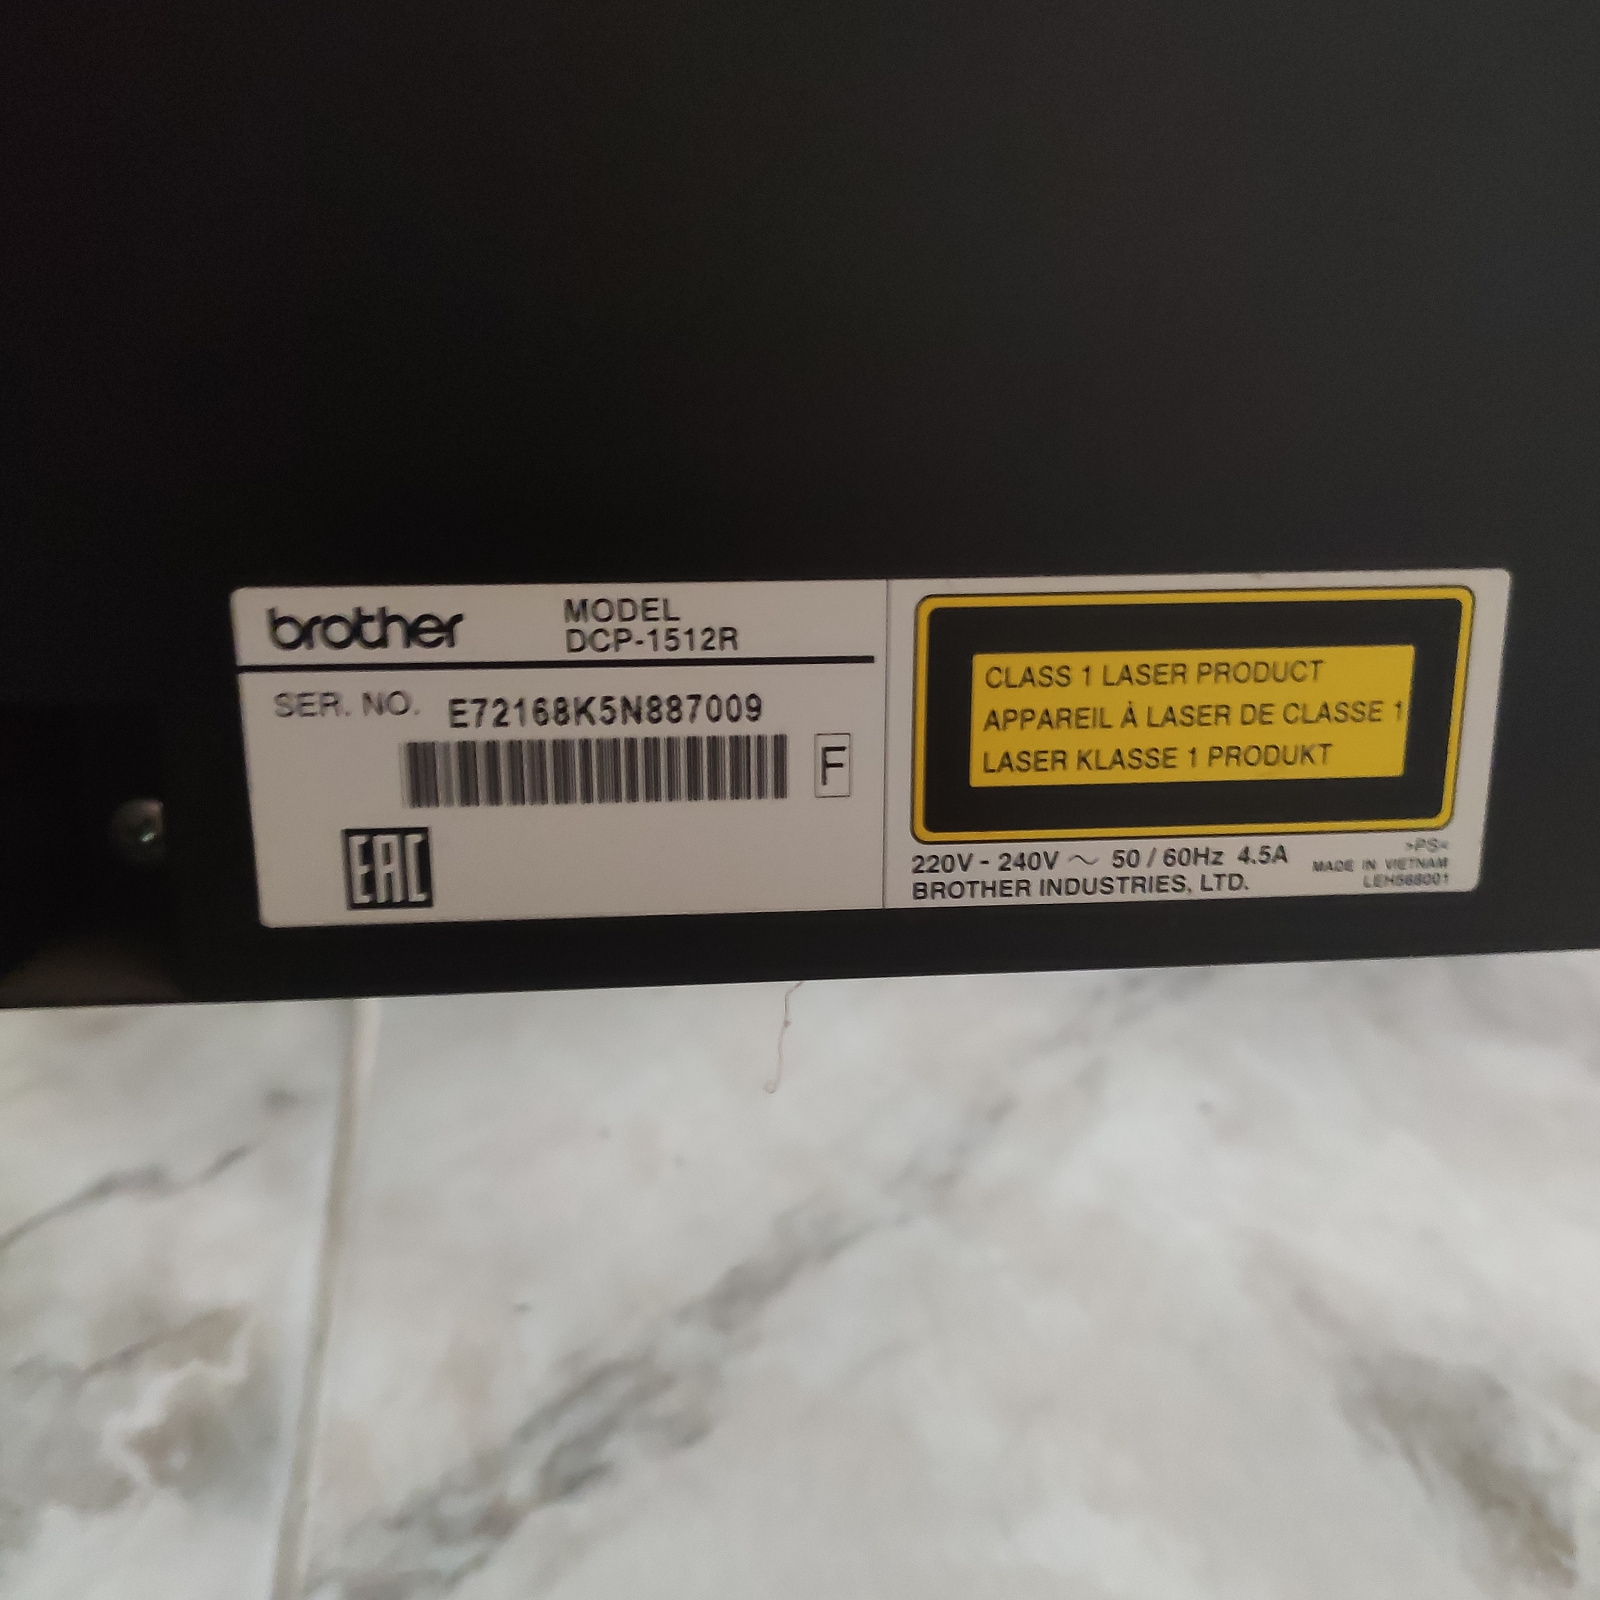 brother
MODEL
DCP-1512R
SER. NO. E72168K5N887009
F
EAC
CLASS 1 LASER PRODUCT
APPAREIL À LASER DE CLASSE 1
LASER KLASSE 1 PRODUKT
220V - 240V ~ 50 / 60Hz 4.5A
BROTHER INDUSTRIES, LTD.
>PS<
MADE IN VIETNAM
LEH568001